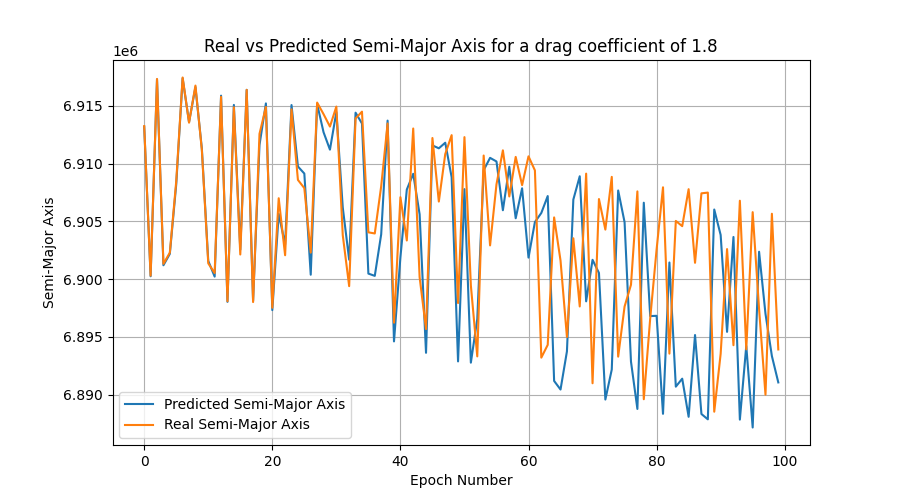 Real vs Predicted Semi-Major Axis for a drag coefficient of 1.8
1e6
6.915
6.910
6.905
6.900
6.895
6.890
Semi-Major Axis
Predicted Semi-Major Axis
Real Semi-Major Axis
0 20 40 60 80 100
Epoch Number